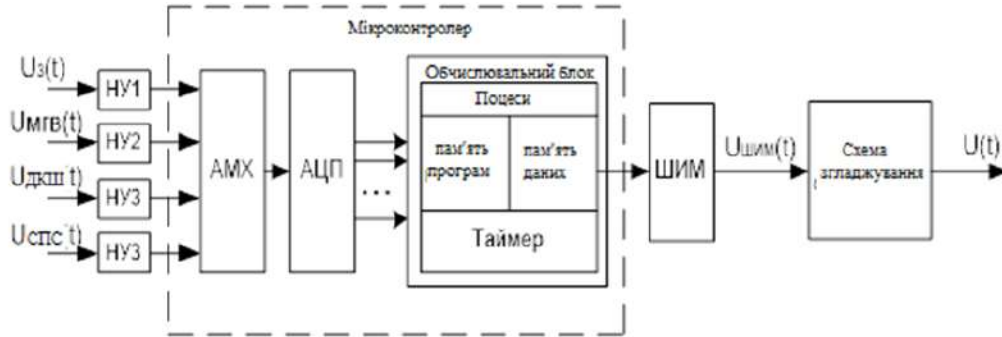 Мікроконтролер
Uз(t)
НУ1
Uмгв(t)
НУ2
Uдкш(t)
НУ3
Uспс(t)
НУ3
АМХ
АЦП
...
Обчислювальний блок
Поцеси
пам'ять
програм
пам'ять
даних
Таймер
ШИМ
Uшим(t)
Схема
згладжування
U(t)